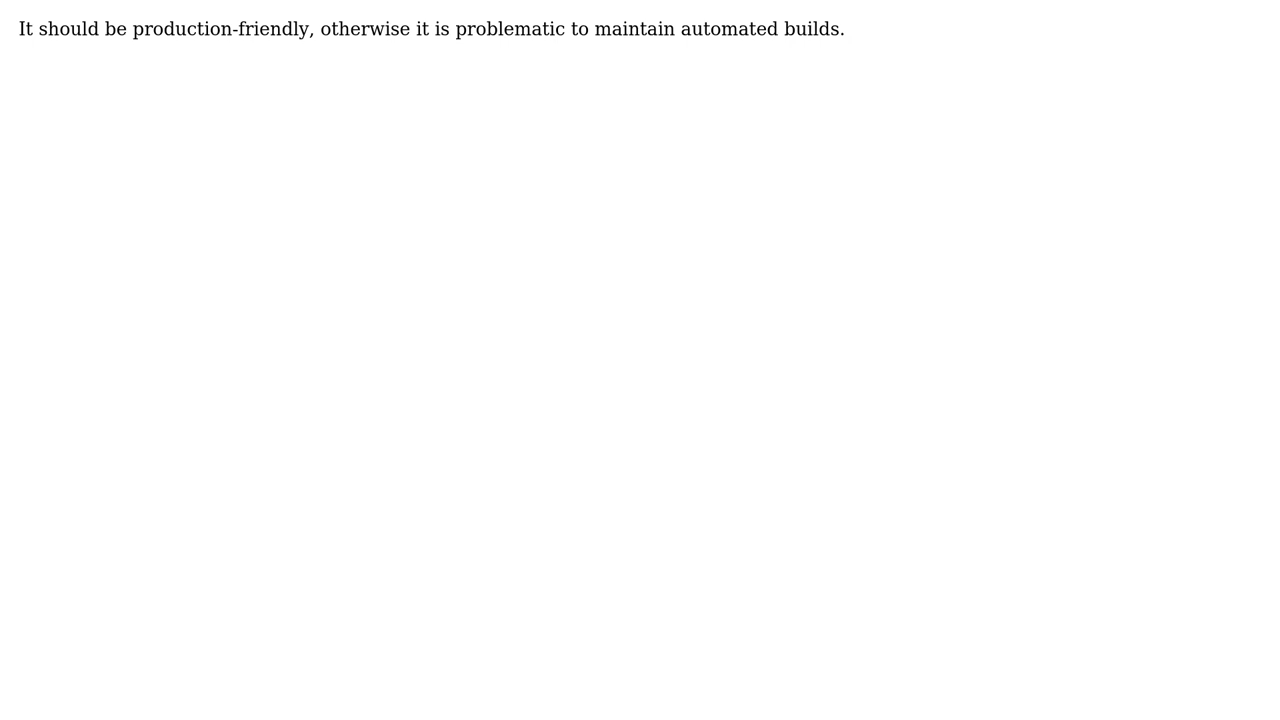 It should be production-friendly, otherwise it is problematic to maintain automated builds.